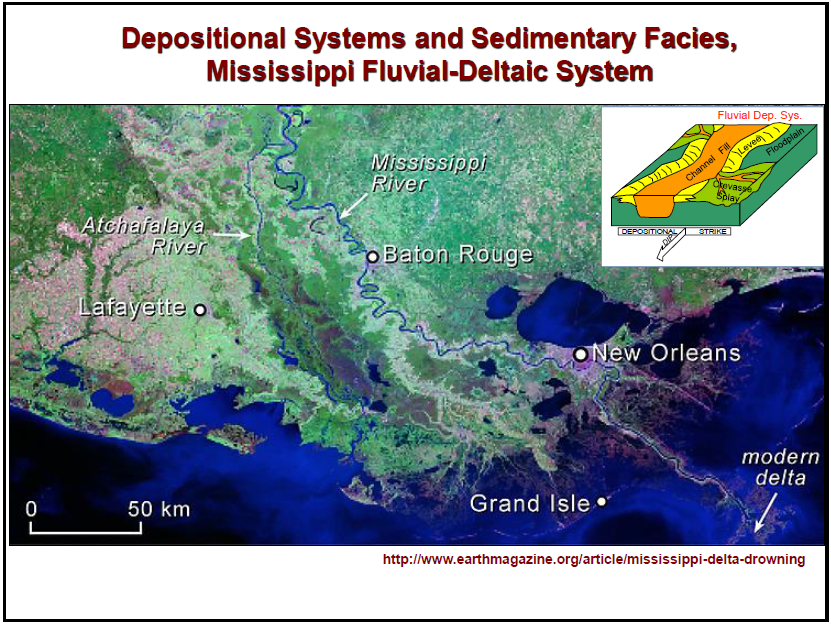 Depositional Systems and Sedimentary Facies,
Mississippi Fluvial-Deltaic System
Fluvial Dep. Sys.
Channel Fill
Levee
Floodplain
Crevasse
Splay
DEPOSITIONAL STRIKE
DIP
Mississippi
River
Atchafalaya
River
Baton Rouge
Lafayette
New Orleans
modern
delta
Grand Isle
0 50 km
http://www.earthmagazine.org/article/mississippi-delta-drowning